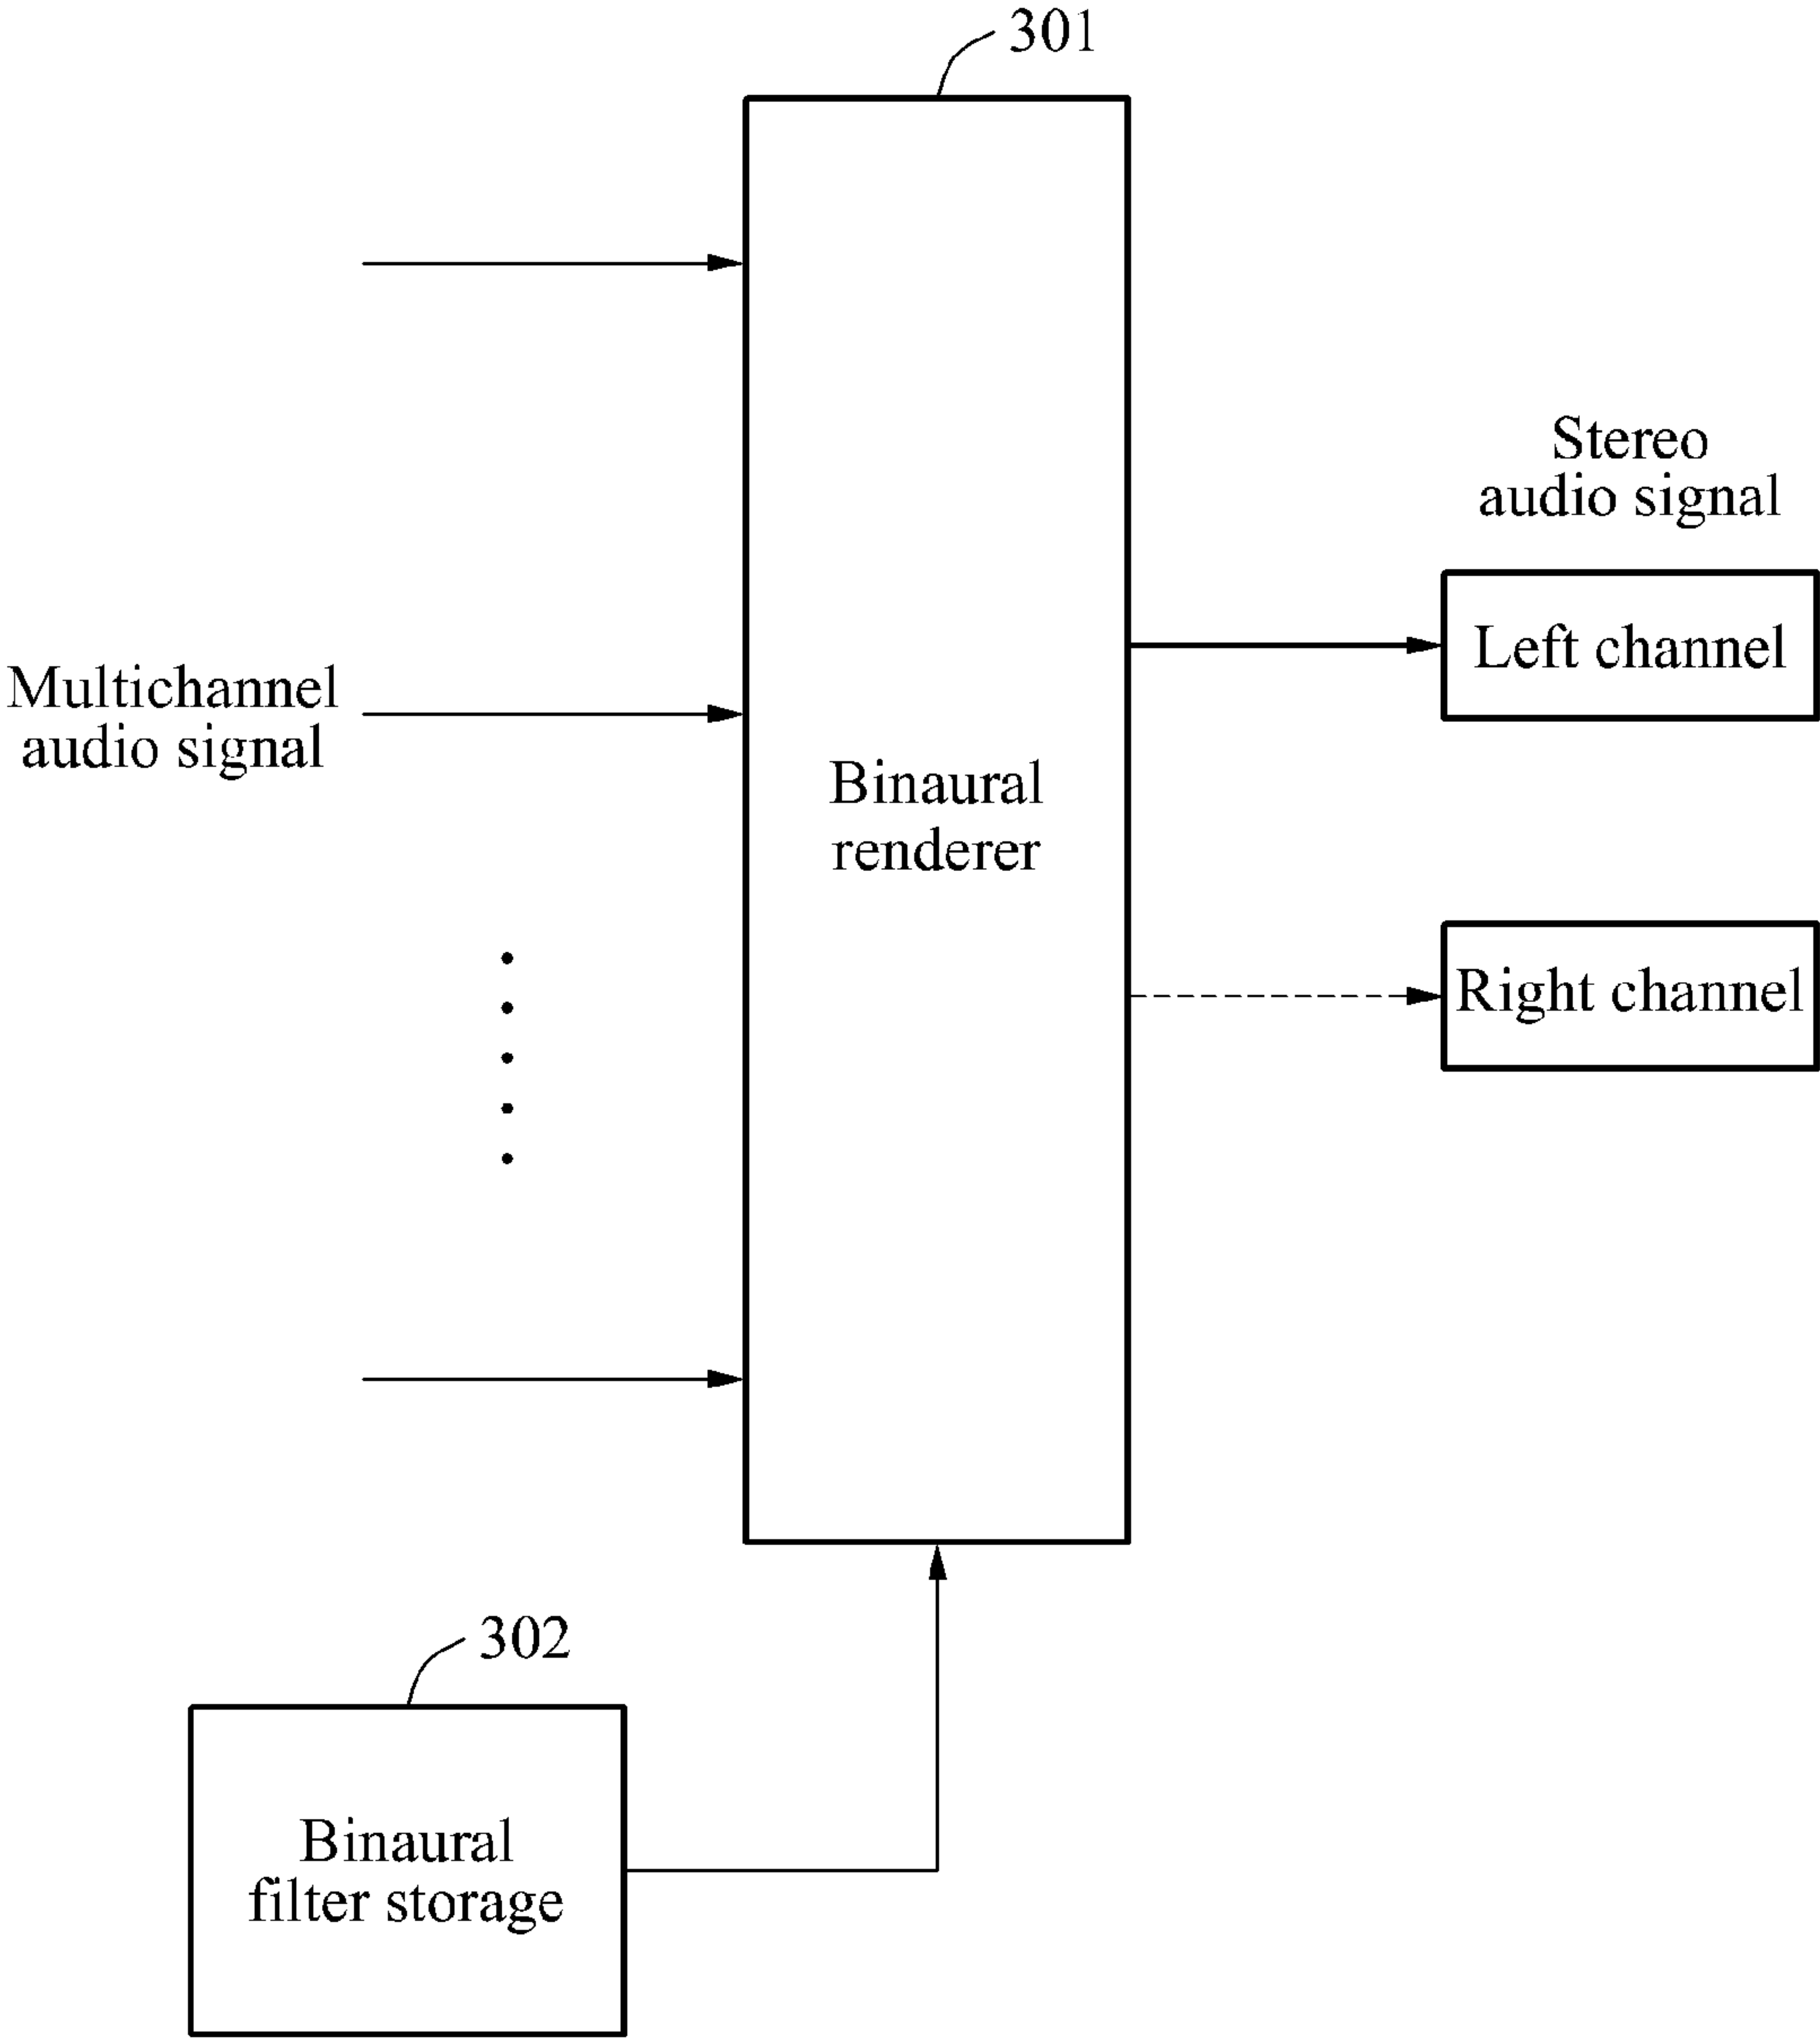 301
Stereo
audio signal
Left channel
Multichannel
audio signal
Binaural
renderer
Right channel
302
Binaural
filter storage